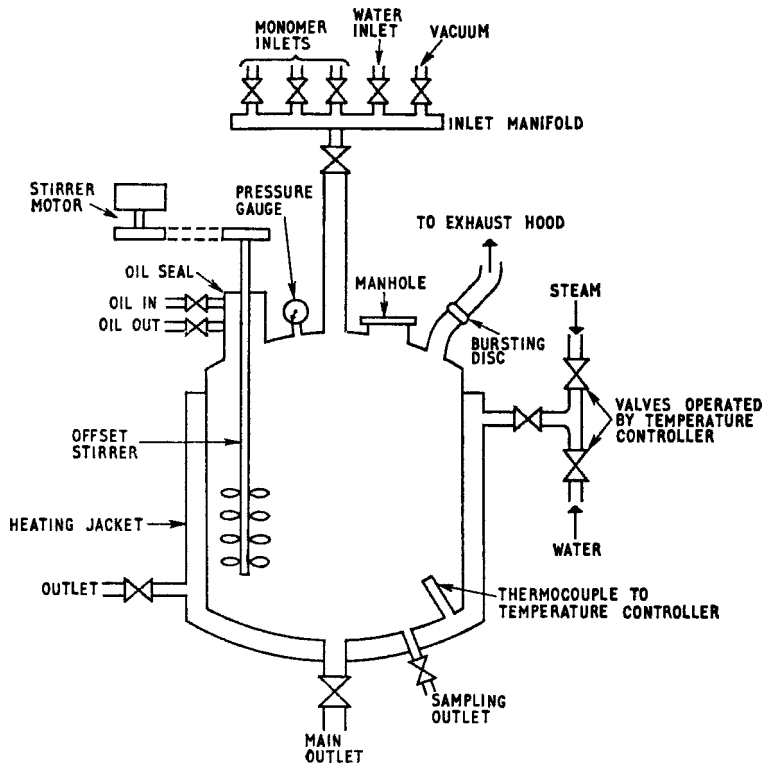 MONOMER
INLETS
WATER
INLET
VACUUM
INLET MANIFOLD
STIRRER
MOTOR
PRESSURE
GAUGE
TO EXHAUST HOOD
OIL SEAL
MANHOLE
STEAM
OIL IN
OIL OUT
BURSTING
DISC
VALVES OPERATED
BY TEMPERATURE
CONTROLLER
OFFSET
STIRRER
HEATING JACKET
WATER
OUTLET
THERMOCOUPLE TO
TEMPERATURE CONTROLLER
SAMPLING
OUTLET
MAIN
OUTLET